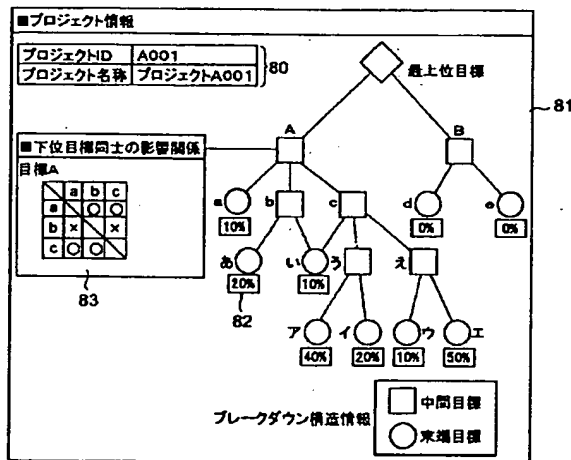 ■プロジェクト情報
プロジェクトID A001
プロジェクト名称 プロジェクトA001
80
最上位目標
81
A
B
■下位目標同士の影響関係
目標A
a b c
a ○ ○
b × ×
c ○ ○
83
a
b
c
d
e
10%
0%
0%
あ
い
う
え
20%
10%
82
ア
イ
ウ
エ
40%
20%
10%
50%
ブレークダウン構造情報
中間目標
末端目標